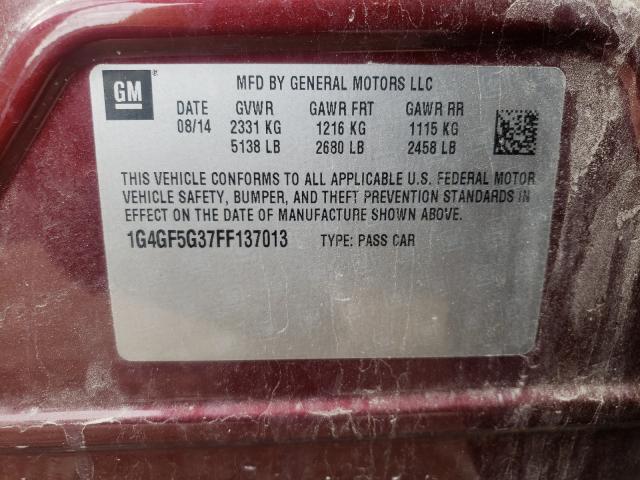 GM
MFD BY GENERAL MOTORS LLC
DATE GVWR GAWR FRT GAWR RR
08/14 2331 KG 1216 KG 1115 KG
5138 LB 2680 LB 2458 LB
THIS VEHICLE CONFORMS TO ALL APPLICABLE U.S. FEDERAL MOTOR
VEHICLE SAFETY, BUMPER, AND THEFT PREVENTION STANDARDS IN
EFFECT ON THE DATE OF MANUFACTURE SHOWN ABOVE.
1G4GF5G37FF137013 TYPE: PASS CAR